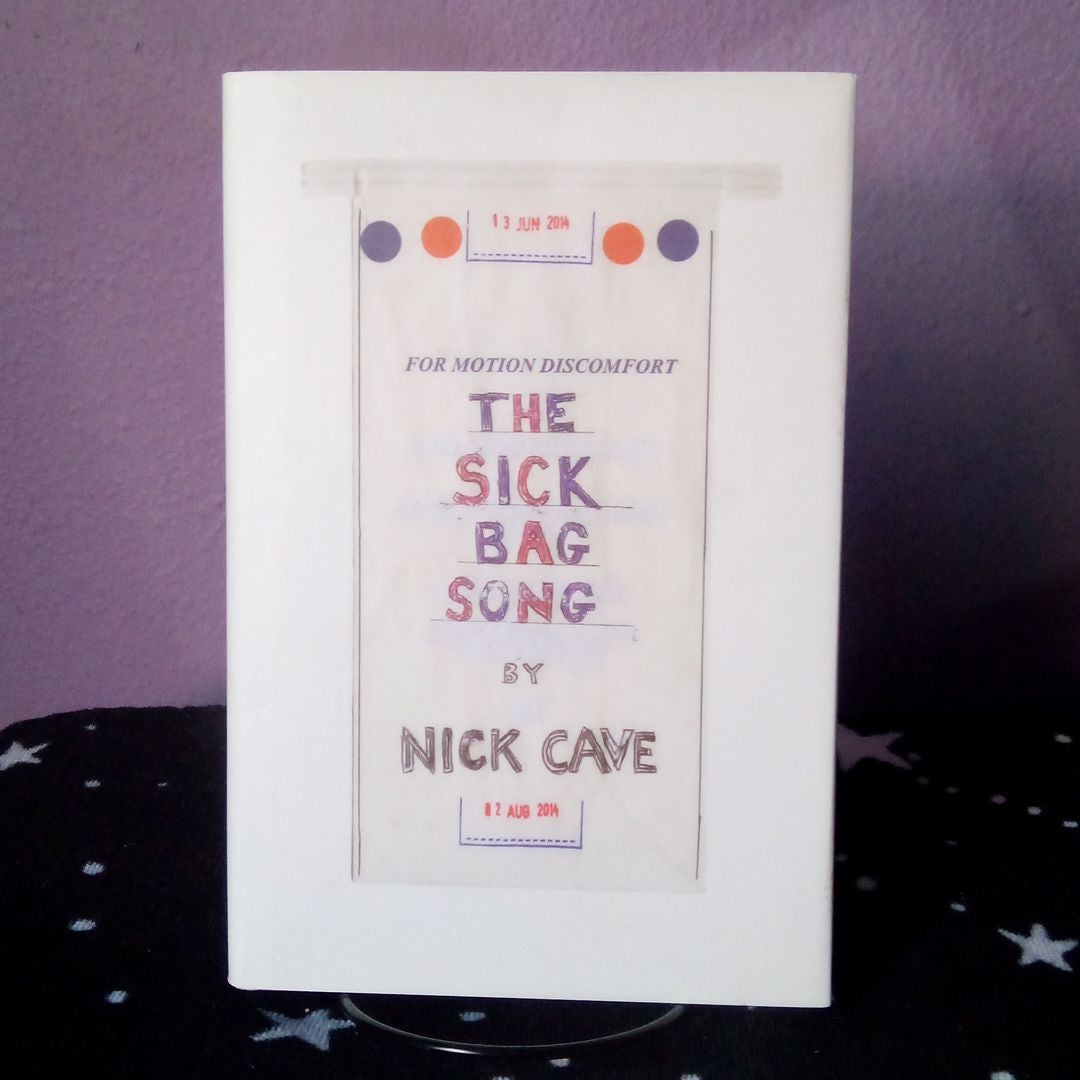 13 JUN 2014
FOR MOTION DISCOMFORT
THE
SICK
BAG
SONG
BY
NICK CAVE
02 AUG 2014